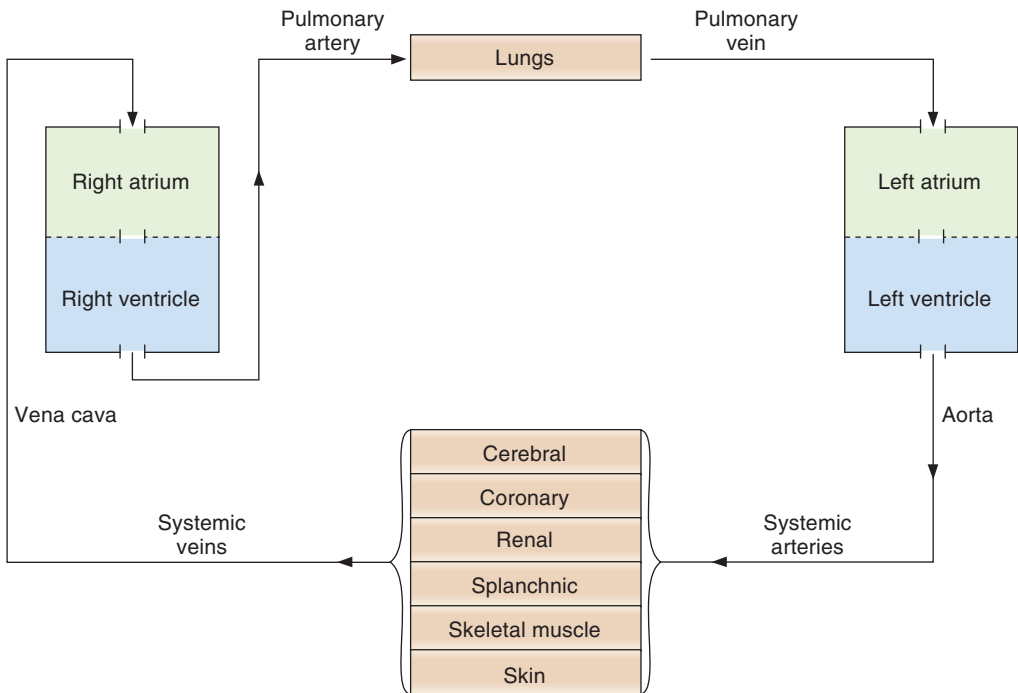 Pulmonary
artery
Lungs
Pulmonary
vein
Right atrium
Left atrium
Right ventricle
Left ventricle
Vena cava
Aorta
Cerebral
Coronary
Renal
Splanchnic
Skeletal muscle
Skin
Systemic
veins
Systemic
arteries